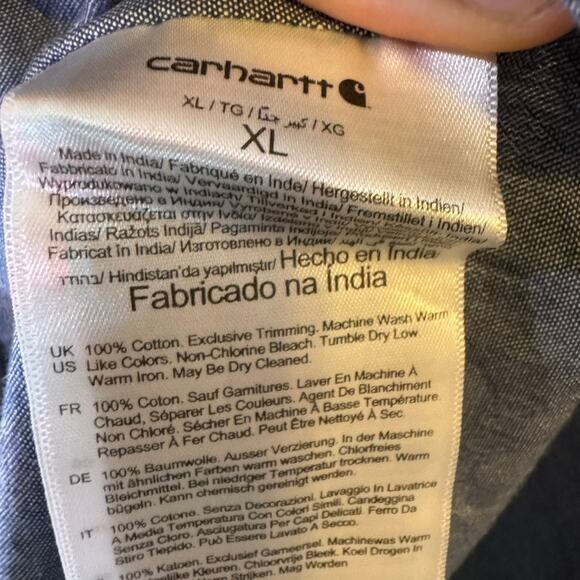 carhartt
XL / TG / كبير جدًا / XG
XL
Made in India/ Fabriqué en Inde/ Hergestellt in Indien/
Fabbricato in India/ Vervaardigd in India/ Fremstillet i Indien/
Wyprodukowano w Indiach/ Tillverkad i
Произведено в Индии/
Κατασκευάζεται στην Ινδία/
Indias/ Ražots Indijā/ Pagaminta Indijoje/
Fabricat în India/ Изготовлено в Индии/
Hindistan'da yapılmıştır/ Hecho en India/
Fabricado na Índia
UK 100% Cotton. Exclusive Trimming. Machine Wash Warm
US Like Colors. Non-Chlorine Bleach. Tumble Dry Low
Warm Iron. May Be Dry Cleaned.
FR 100% Coton. Sauf Garnitures. Laver En Machine À
Chaud, Séparer Les Couleurs. Agent De Blanchiment
Non Chloré. Sécher En Machine À Basse Température.
Repasser À Fer Chaud. Peut Être Nettoyé À Sec.
DE 100% Baumwolle. Ausser Verzierung. In der Maschine
mit ähnlichen Farben warm waschen. Chlorfreies
Bleichmittel. Bei niedriger Temperatur trocknen. Warm
bügeln. Kann chemisch gereinigt werden.
IT 100% Cotone. Senza Decorazioni. Lavaggio In Lavatrice
A Media Temperatura Con Colori Simili. Candeggina
Senza Cloro. Asciugatura Per Capi Delicati. Ferro Da
Stiro Tiepido. Può Essere Lavato A Secco.
100% Katoen. Exclusief Gameersel. Machinewas Warm
Kleuren. Chloorvrije Bleek. Koel Drogen In
Warm Strijken. Mag Worden